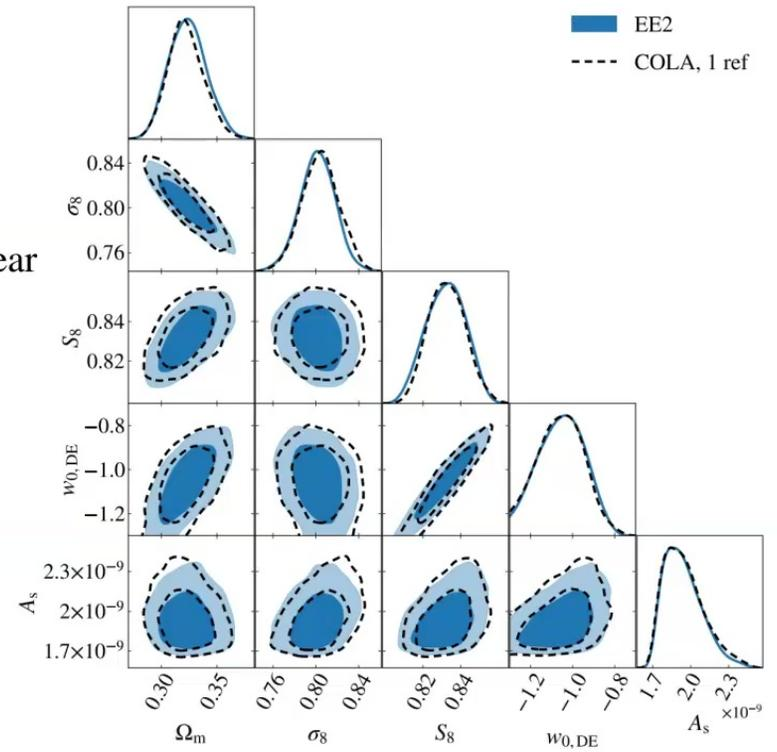 EE2
COLA, 1 ref
0.84
σ8
0.80
0.76
ear
0.84
S8
0.82
−0.8
w0,DE
−1.0
−1.2
2.3×10−9
As
2×10−9
1.7×10−9
0.30 0.35 0.76 0.80 0.84 0.82 0.84 −1.2 −1.0 −0.8 1.7 2.0 2.3
×10−9
Ωm σ8 S8 w0,DE As